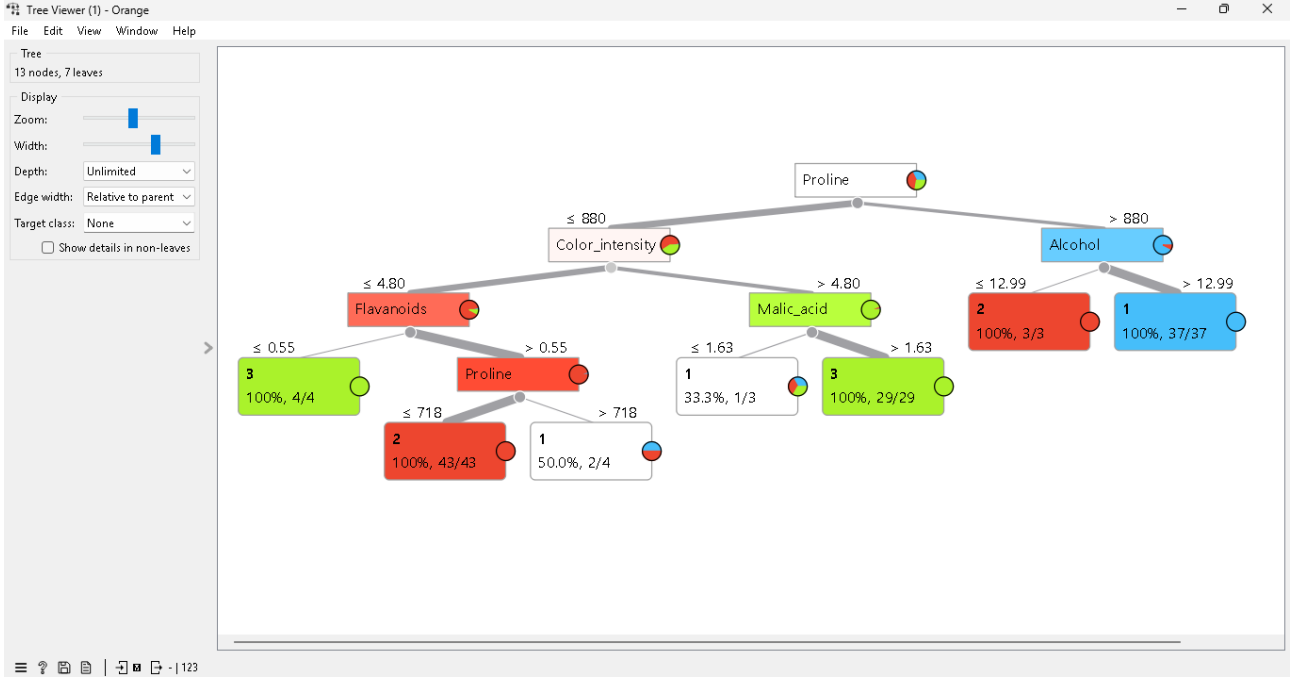 Tree Viewer (1) - Orange
File Edit View Window Help
Tree
13 nodes, 7 leaves
Display
Zoom:
Width:
Depth: Unlimited
Edge width: Relative to parent
Target class: None
Show details in non-leaves
Proline
≤ 880
> 880
Color_intensity
Alcohol
≤ 4.80
> 4.80
≤ 12.99
> 12.99
Flavanoids
Malic_acid
2
100%, 3/3
1
100%, 37/37
≤ 0.55
> 0.55
≤ 1.63
> 1.63
3
100%, 4/4
Proline
1
33.3%, 1/3
3
100%, 29/29
≤ 718
> 718
2
100%, 43/43
1
50.0%, 2/4
- | 123